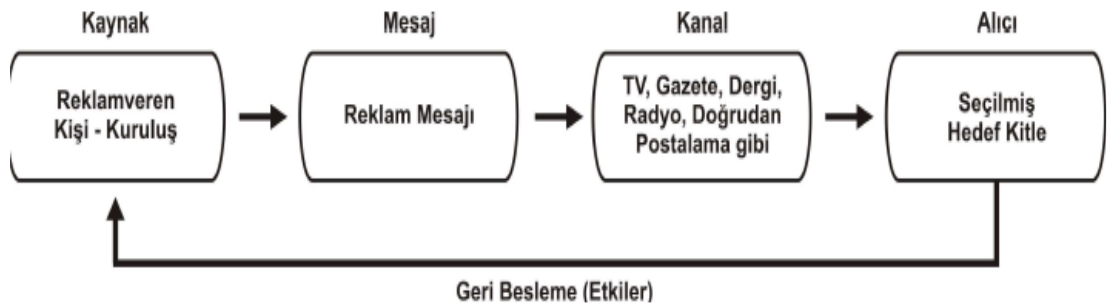 Kaynak
Mesaj
Kanal
Alıcı
Reklamveren
Kişi - Kuruluş
Reklam Mesajı
TV, Gazete, Dergi,
Radyo, Doğrudan
Postalama gibi
Seçilmiş
Hedef Kitle
Geri Besleme (Etkiler)